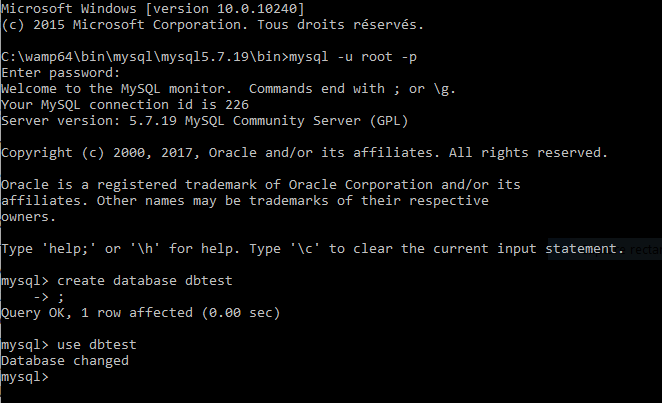 Microsoft Windows [version 10.0.10240]
(c) 2015 Microsoft Corporation. Tous droits réservés.
C:\wamp64\bin\mysql\mysql5.7.19\bin>mysql -u root -p
Enter password:
Welcome to the MySQL monitor.  Commands end with ; or \g.
Your MySQL connection id is 226
Server version: 5.7.19 MySQL Community Server (GPL)
Copyright (c) 2000, 2017, Oracle and/or its affiliates. All rights reserved.
Oracle is a registered trademark of Oracle Corporation and/or its
affiliates. Other names may be trademarks of their respective
owners.
Type 'help;' or '\h' for help. Type '\c' to clear the current input statement.
mysql> create database dbtest
    -> ;
Query OK, 1 row affected (0.00 sec)
mysql> use dbtest
Database changed
mysql>